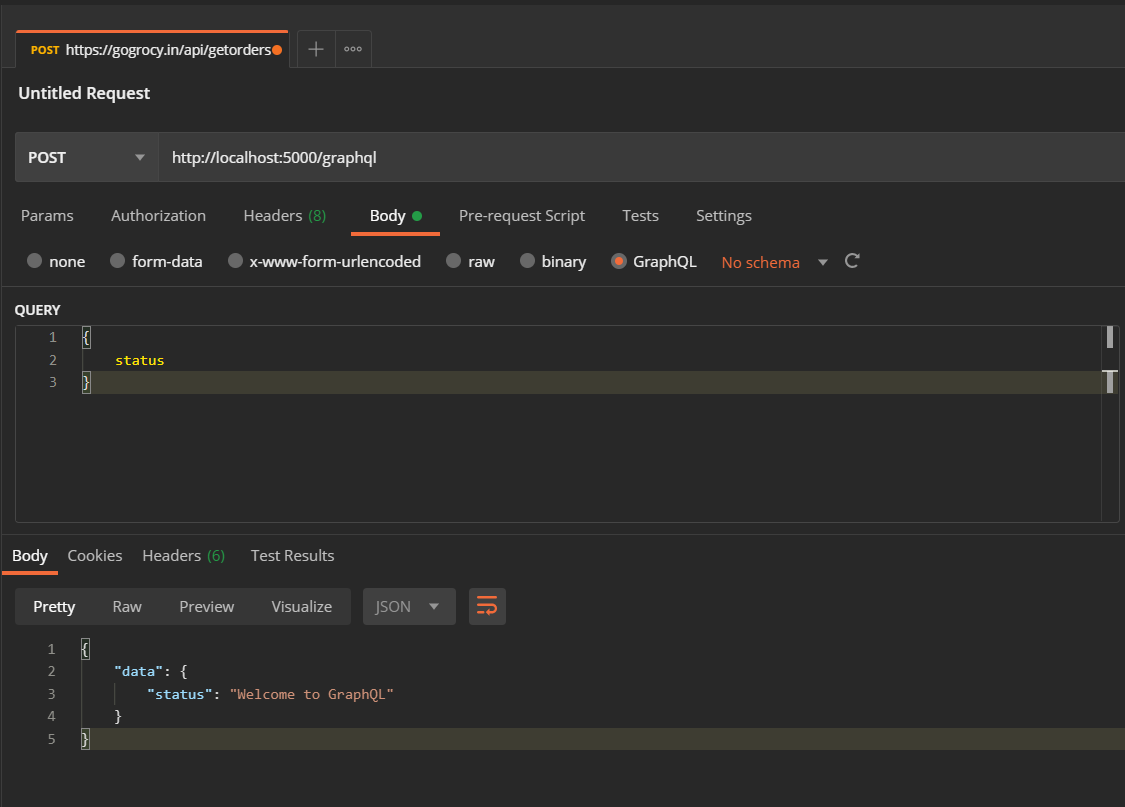 POST https://gogrocy.in/api/getorders
Untitled Request
POST http://localhost:5000/graphql
Params Authorization Headers (8) Body Pre-request Script Tests Settings
none form-data x-www-form-urlencoded raw binary GraphQL No schema
QUERY
1 {
2 status
3 }
Body Cookies Headers (6) Test Results
Pretty Raw Preview Visualize JSON
1 {
2 "data": {
3 "status": "Welcome to GraphQL"
4 }
5 }